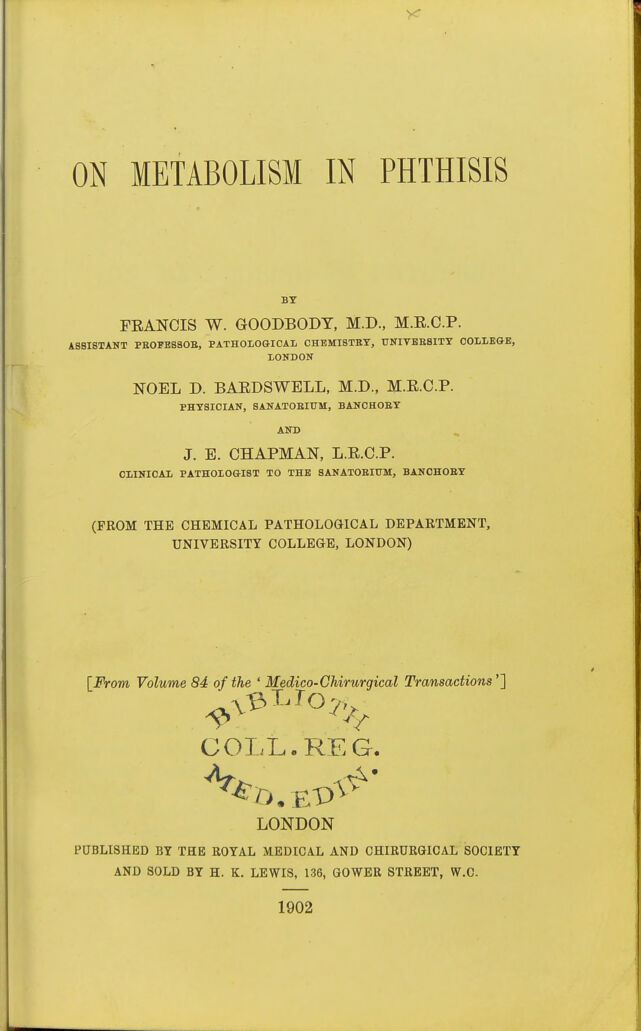 ON METABOLISM IN PHTHISIS
BY
FRANCIS W. GOODBODY, M.D., M.R.C.P.
ASSISTANT PROFESSOR, PATHOLOGICAL CHEMISTRY, UNIVERSITY COLLEGE,
LONDON
NOEL D. BARDSWELL, M.D., M.R.C.P.
PHYSICIAN, SANATORIUM, BANCHORY
AND
J. E. CHAPMAN, L.R.C.P.
CLINICAL PATHOLOGIST TO THE SANATORIUM, BANCHORY
(FROM THE CHEMICAL PATHOLOGICAL DEPARTMENT,
UNIVERSITY COLLEGE, LONDON)
[From Volume 84 of the ‘ Medico-Chirurgical Transactions ’]
BIBLIOTH
COLL. REG.
MED. EDIN.
LONDON
PUBLISHED BY THE ROYAL MEDICAL AND CHIRURGICAL SOCIETY
AND SOLD BY H. K. LEWIS, 136, GOWER STREET, W.C.
1902